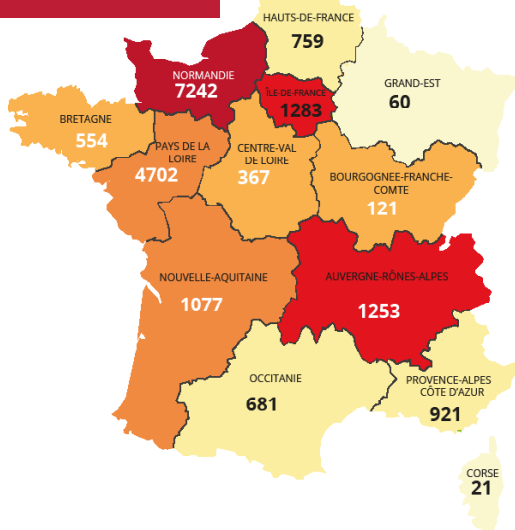 HAUTS-DE-FRANCE
759
NORMANDIE
7242
ÎLE-DE-FRANCE
1283
GRAND-EST
60
BRETAGNE
554
PAYS DE LA
LOIRE
4702
CENTRE-VAL
DE LOIRE
367
BOURGOGNEE-FRANCHE-
COMTE
121
NOUVELLE-AQUITAINE
1077
AUVERGNE-RÔNES-ALPES
1253
OCCITANIE
681
PROVENCE-ALPES
CÔTE D'AZUR
921
CORSE
21